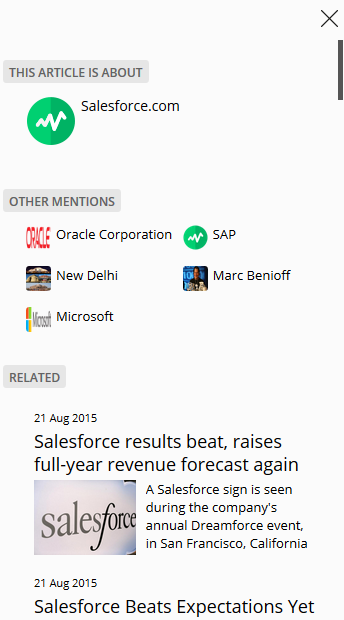 THIS ARTICLE IS ABOUT
Salesforce.com
OTHER MENTIONS
ORACLE Oracle Corporation
SAP
New Delhi
Marc Benioff
Microsoft Microsoft
RELATED
21 Aug 2015
Salesforce results beat, raises
full-year revenue forecast again
salesforce
A Salesforce sign is seen
during the company's
annual Dreamforce event,
in San Francisco, California
21 Aug 2015
Salesforce Beats Expectations Yet